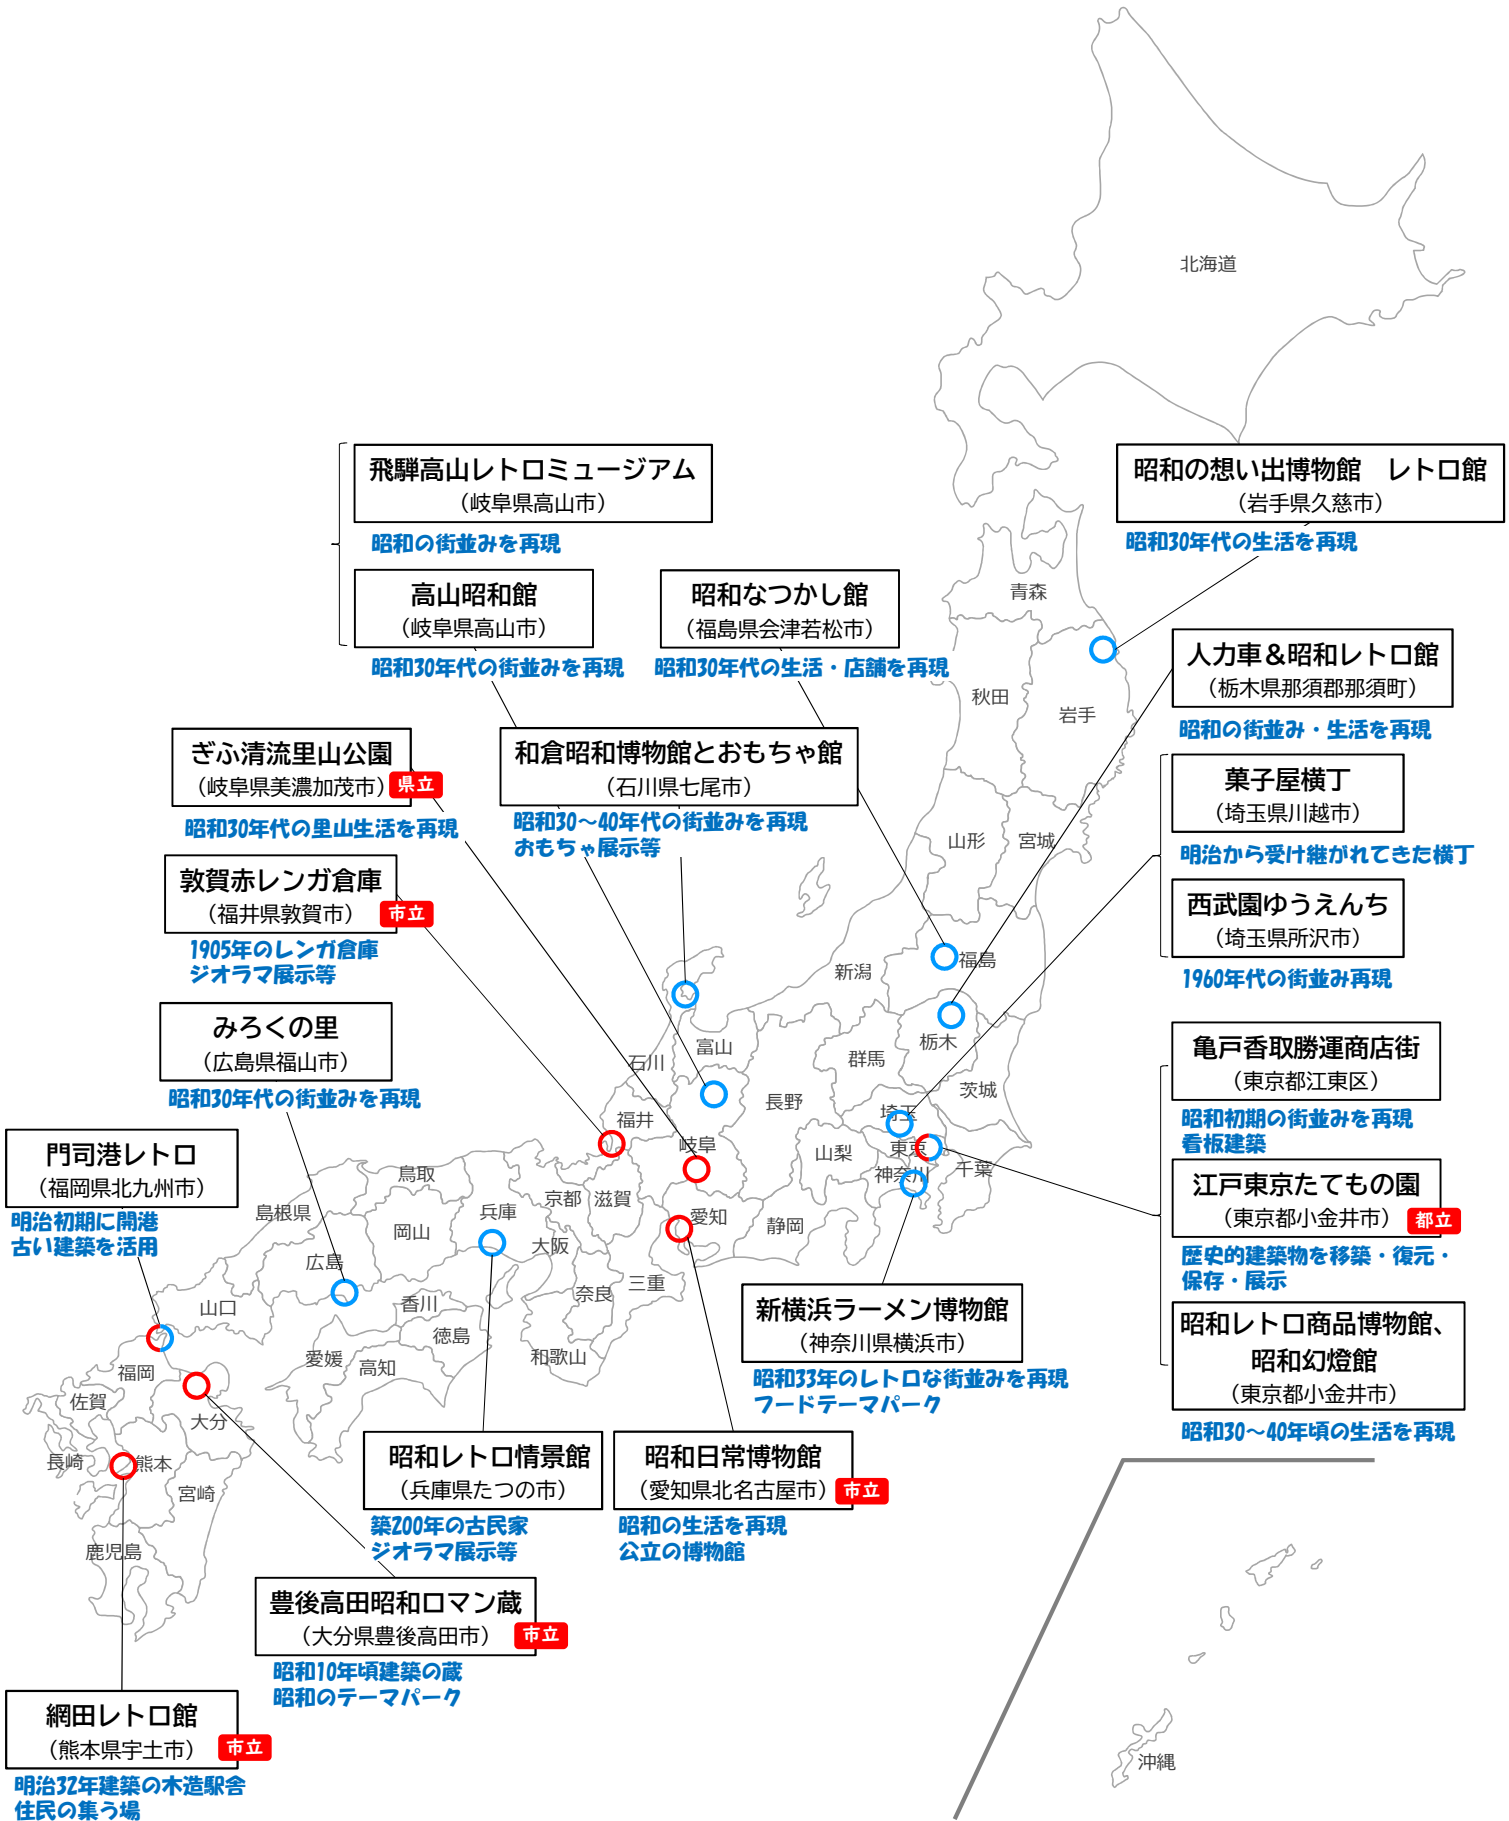 北海道
飛騨高山レトロミュージアム
（岐阜県高山市）
昭和の街並みを再現
昭和の想い出博物館　レトロ館
（岩手県久慈市）
昭和30年代の生活を再現
高山昭和館
（岐阜県高山市）
昭和30年代の街並みを再現
昭和なつかし館
（福島県会津若松市）
昭和30年代の生活・店舗を再現
青森
秋田
岩手
人力車＆昭和レトロ館
（栃木県那須郡那須町）
昭和の街並み・生活を再現
ぎふ清流里山公園
（岐阜県美濃加茂市）
県立
昭和30年代の里山生活を再現
和倉昭和博物館とおもちゃ館
（石川県七尾市）
昭和30～40年代の街並みを再現
おもちゃ展示等
菓子屋横丁
（埼玉県川越市）
明治から受け継がれてきた横丁
山形
宮城
敦賀赤レンガ倉庫
（福井県敦賀市）
市立
1905年のレンガ倉庫
ジオラマ展示等
西武園ゆうえんち
（埼玉県所沢市）
1960年代の街並み再現
新潟
福島
みろくの里
（広島県福山市）
昭和30年代の街並みを再現
石川
富山
群馬
栃木
茨城
亀戸香取勝運商店街
（東京都江東区）
昭和初期の街並みを再現
看板建築
福井
岐阜
長野
埼玉
山梨
東京
神奈川
千葉
門司港レトロ
（福岡県北九州市）
明治初期に開港
古い建築を活用
江戸東京たてもの園
（東京都小金井市）
都立
歴史的建築物を移築・復元・
保存・展示
鳥取
島根県
岡山
広島
兵庫
京都
滋賀
大阪
愛知
静岡
奈良
三重
和歌山
山口
香川
徳島
愛媛
高知
新横浜ラーメン博物館
（神奈川県横浜市）
昭和33年のレトロな街並みを再現
フードテーマパーク
昭和レトロ商品博物館、
昭和幻燈館
（東京都小金井市）
昭和30～40年頃の生活を再現
福岡
佐賀
大分
長崎
熊本
宮崎
鹿児島
昭和レトロ情景館
（兵庫県たつの市）
築200年の古民家
ジオラマ展示等
昭和日常博物館
（愛知県北名古屋市）
市立
昭和の生活を再現
公立の博物館
豊後高田昭和ロマン蔵
（大分県豊後高田市）
市立
昭和10年頃建築の蔵
昭和のテーマパーク
網田レトロ館
（熊本県宇土市）
市立
明治32年建築の木造駅舎
住民の集う場
沖縄